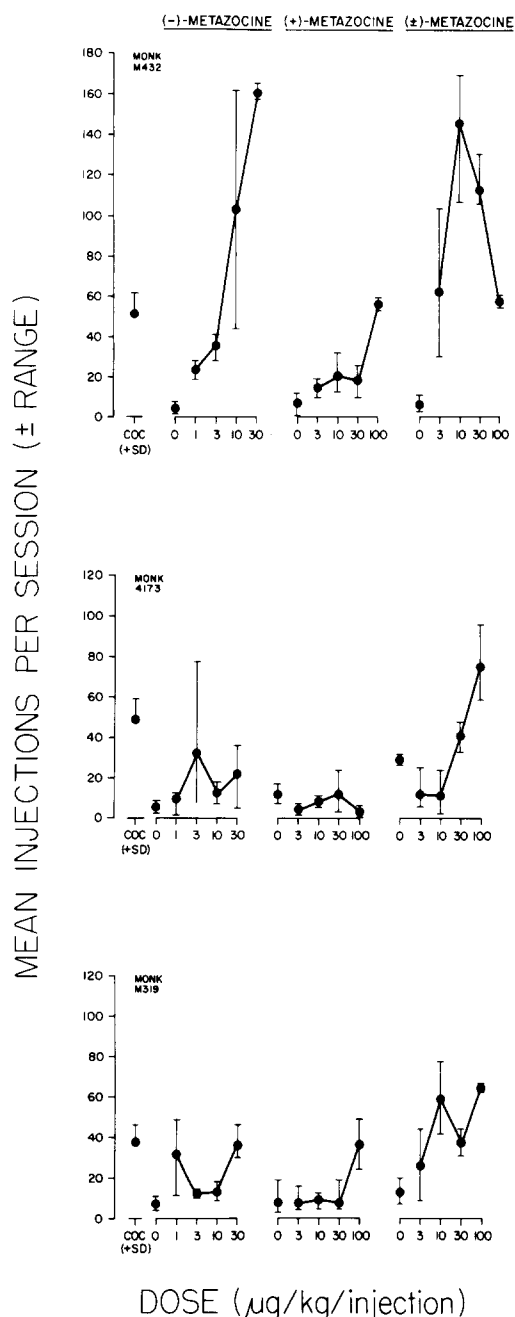 (-)-METAZOCINE (+)-METAZOCINE (±)-METAZOCINE
MEAN INJECTIONS PER SESSION (± RANGE)
MONK
M432
180
160
140
120
100
80
60
40
20
0
COC
(+SD)
0 1 3 10 30
0 3 10 30 100
0 3 10 30 100
MONK
4173
120
100
80
60
40
20
0
COC
(+SD)
0 1 3 10 30
0 3 10 30 100
0 3 10 30 100
MONK
M319
120
100
80
60
40
20
0
COC
(+SD)
0 1 3 10 30
0 3 10 30 100
0 3 10 30 100
DOSE (µg/kg/injection)